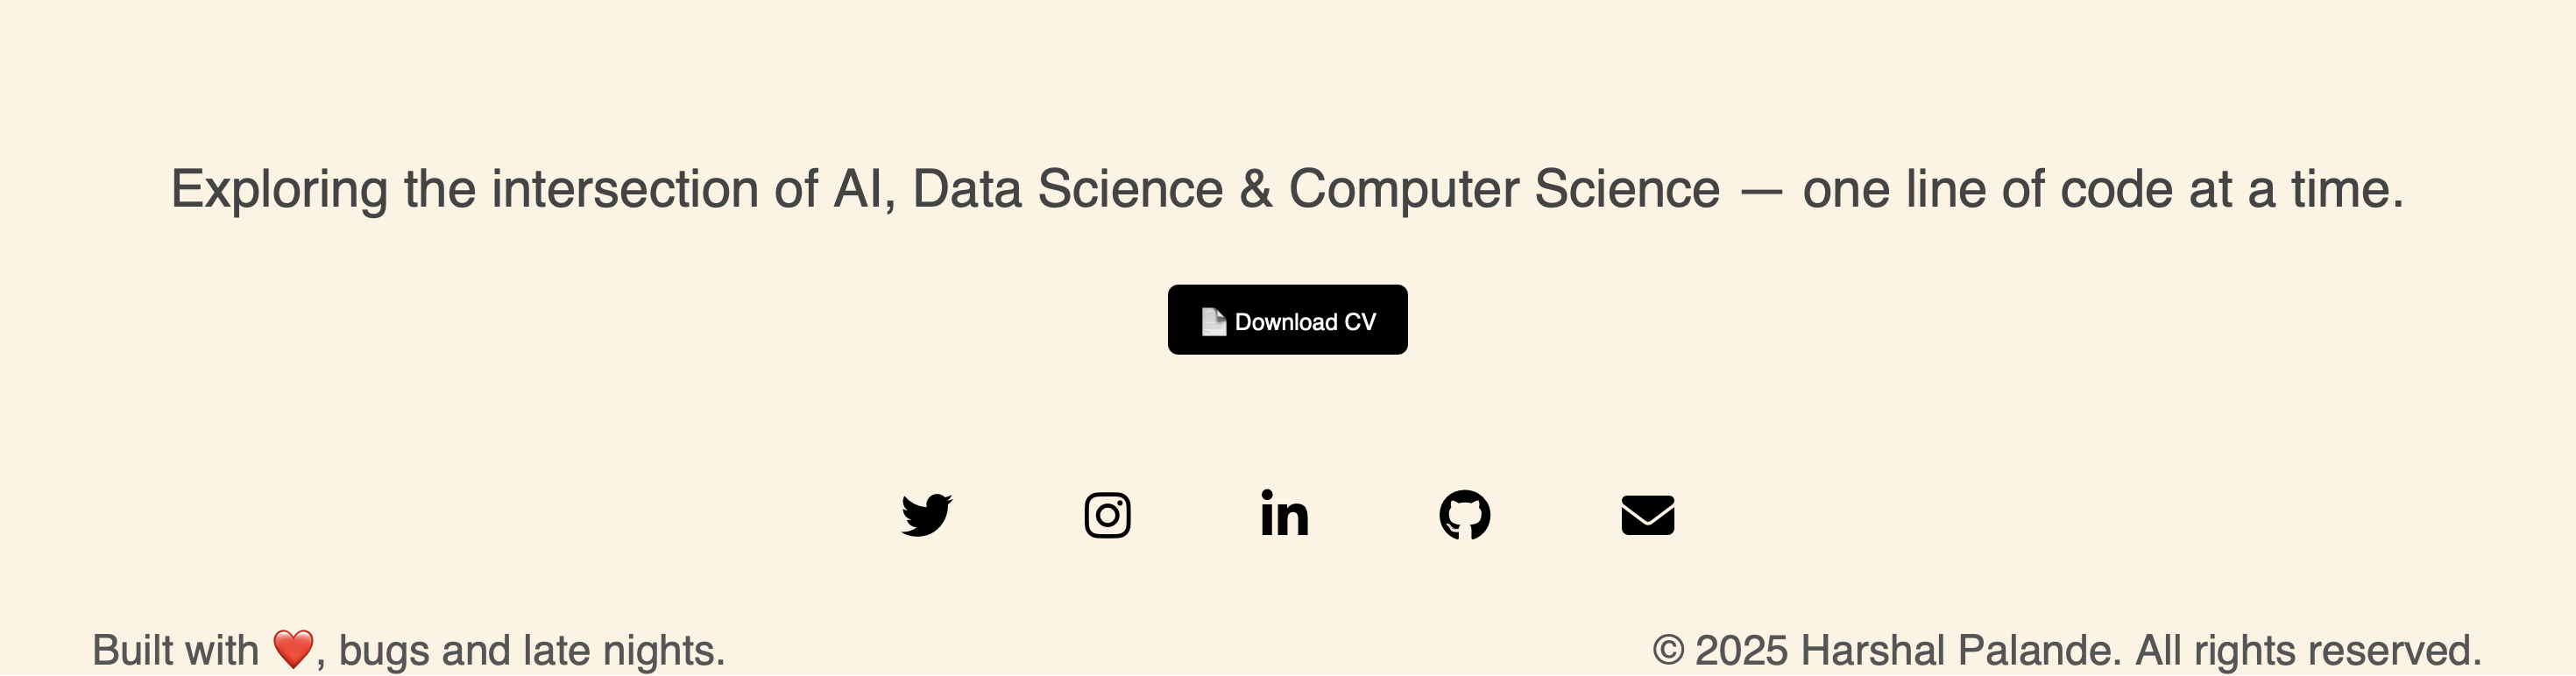 Exploring the intersection of AI, Data Science & Computer Science — one line of code at a time.
Download CV
Built with ❤️, bugs and late nights.
© 2025 Harshal Palande. All rights reserved.